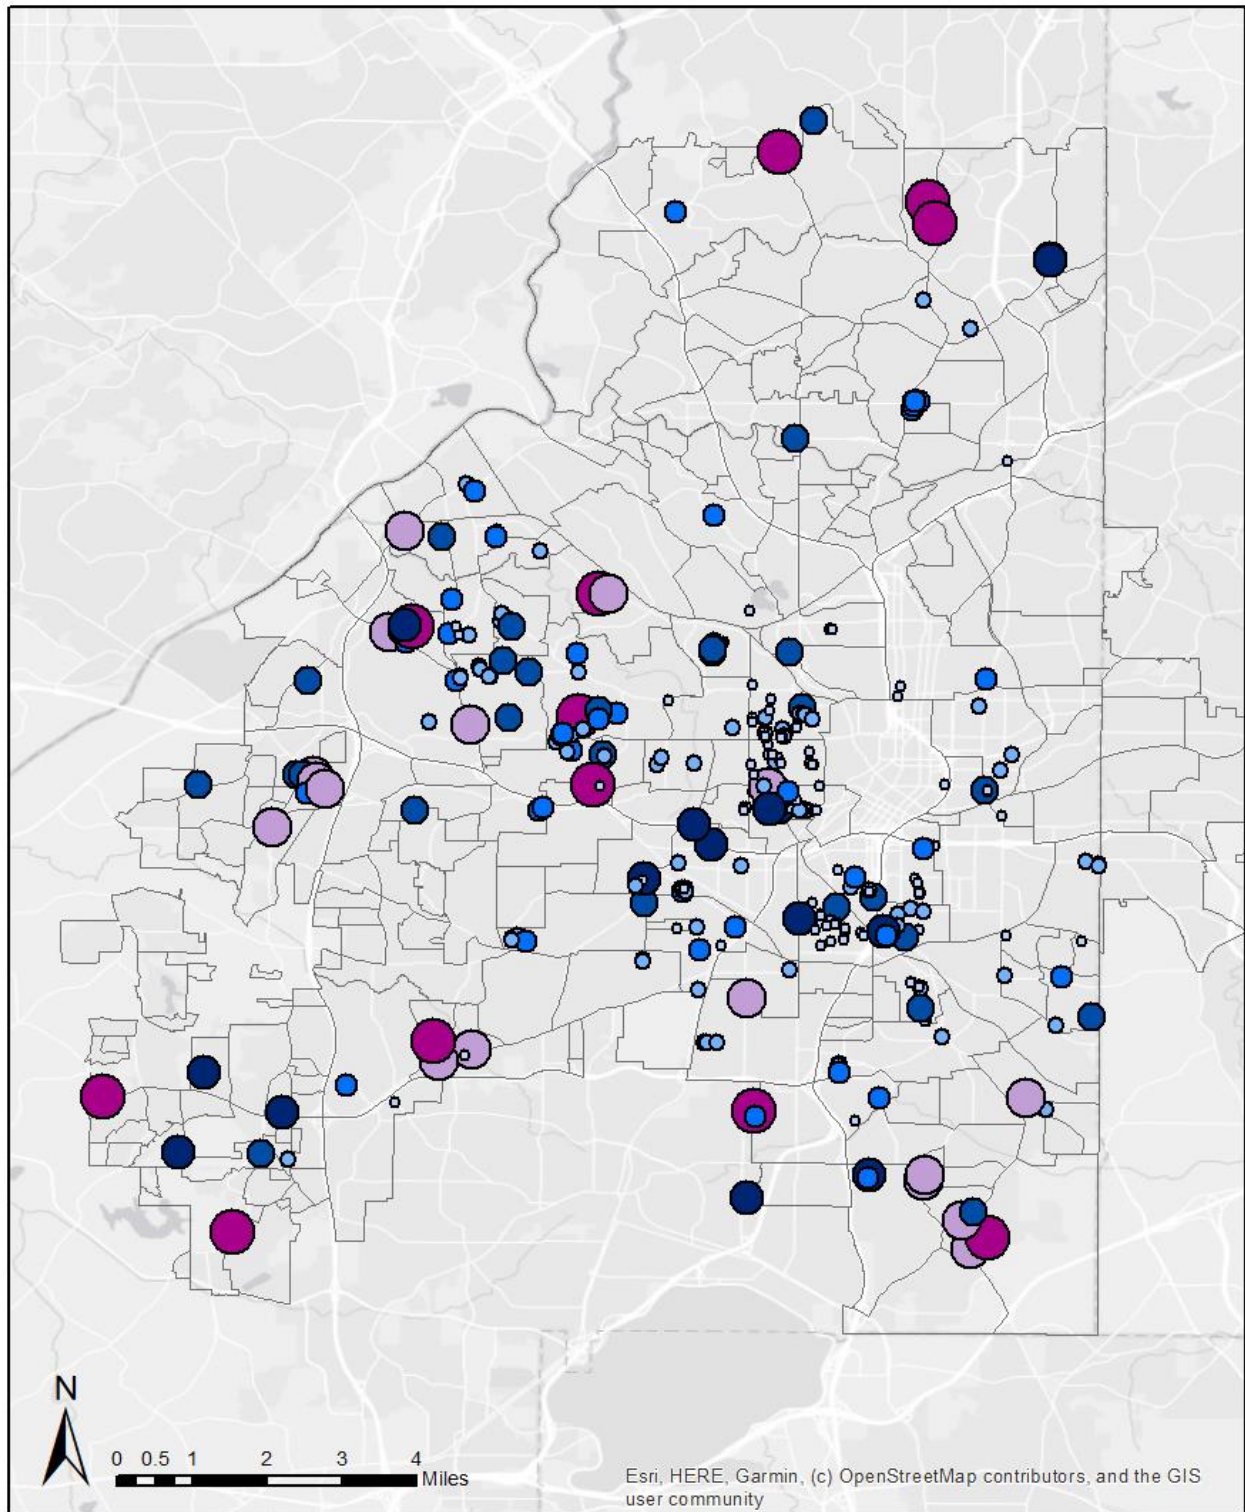 N
0 0.5 1 2 3 4
Miles
Esri, HERE, Garmin, (c) OpenStreetMap contributors, and the GIS
user community